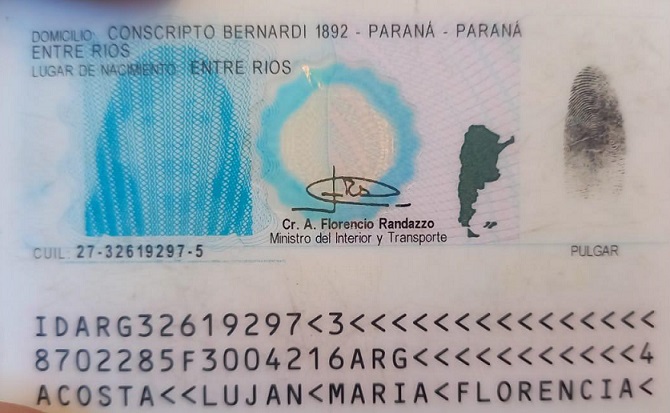 DOMICILIO: CONSCRIPTO BERNARDI 1892 - PARANÁ - PARANÁ
ENTRE RIOS
LUGAR DE NACIMIENTO: ENTRE RIOS
Cr. A. Florencio Randazzo
Ministro del Interior y Transporte
CUIL: 27-32619297-5
PULGAR
IDARG32619297<3<<<<<<<<<<<<<<<
8702285F3004216ARG<<<<<<<<<<<4
ACOSTA<<LUJAN<MARIA<FLORENCIA<